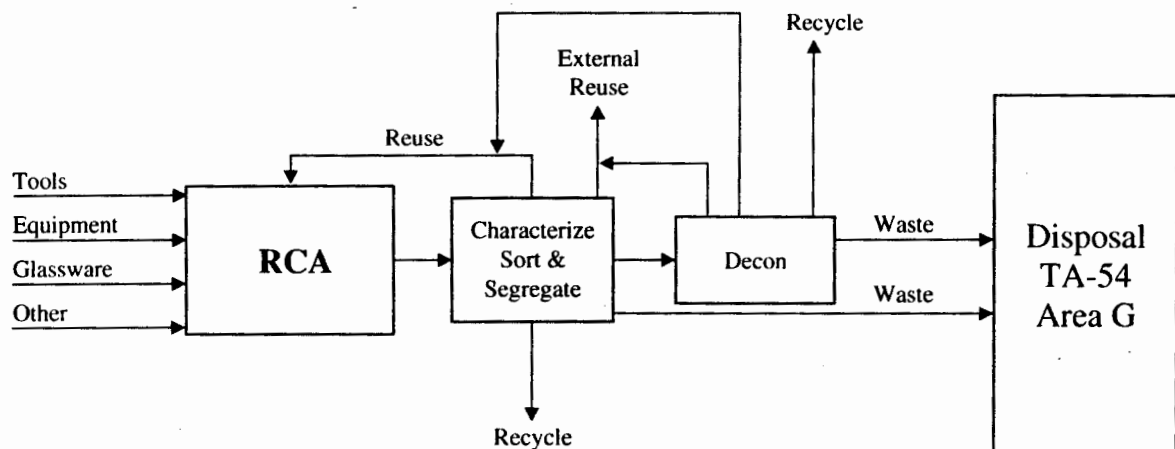 Recycle
External
Reuse
Reuse
Tools
Equipment
Glassware
Other
RCA
Characterize
Sort &
Segregate
Decon
Waste
Waste
Disposal
TA-54
Area G
Recycle